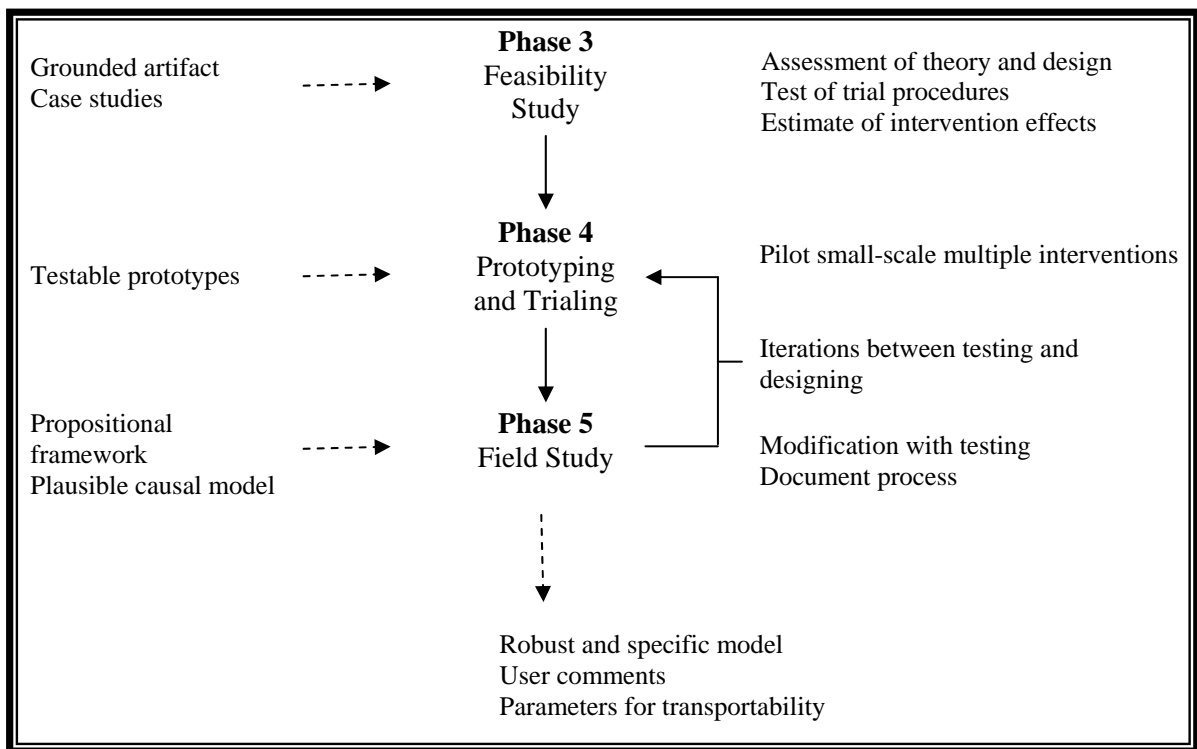 Grounded artifact
Case studies
Phase 3
Feasibility
Study
Assessment of theory and design
Test of trial procedures
Estimate of intervention effects
Testable prototypes
Phase 4
Prototyping
and Trialing
Pilot small-scale multiple interventions
Iterations between testing and
designing
Propositional
framework
Plausible causal model
Phase 5
Field Study
Modification with testing
Document process
Robust and specific model
User comments
Parameters for transportability